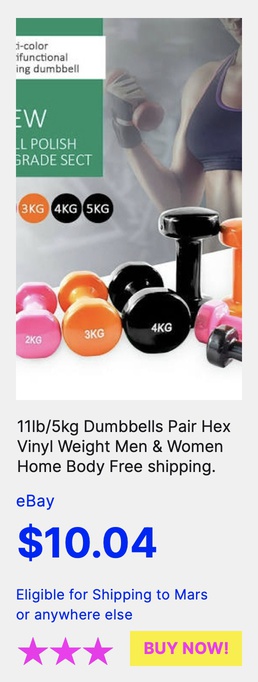 ti-color
tifunctional
ing dumbbell
EW
LL POLISH
GRADE SECT
3KG
4KG
5KG
2KG
3KG
4KG
11lb/5kg Dumbbells Pair Hex
Vinyl Weight Men & Women
Home Body Free shipping.
eBay
$10.04
Eligible for Shipping to Mars
or anywhere else
BUY NOW!